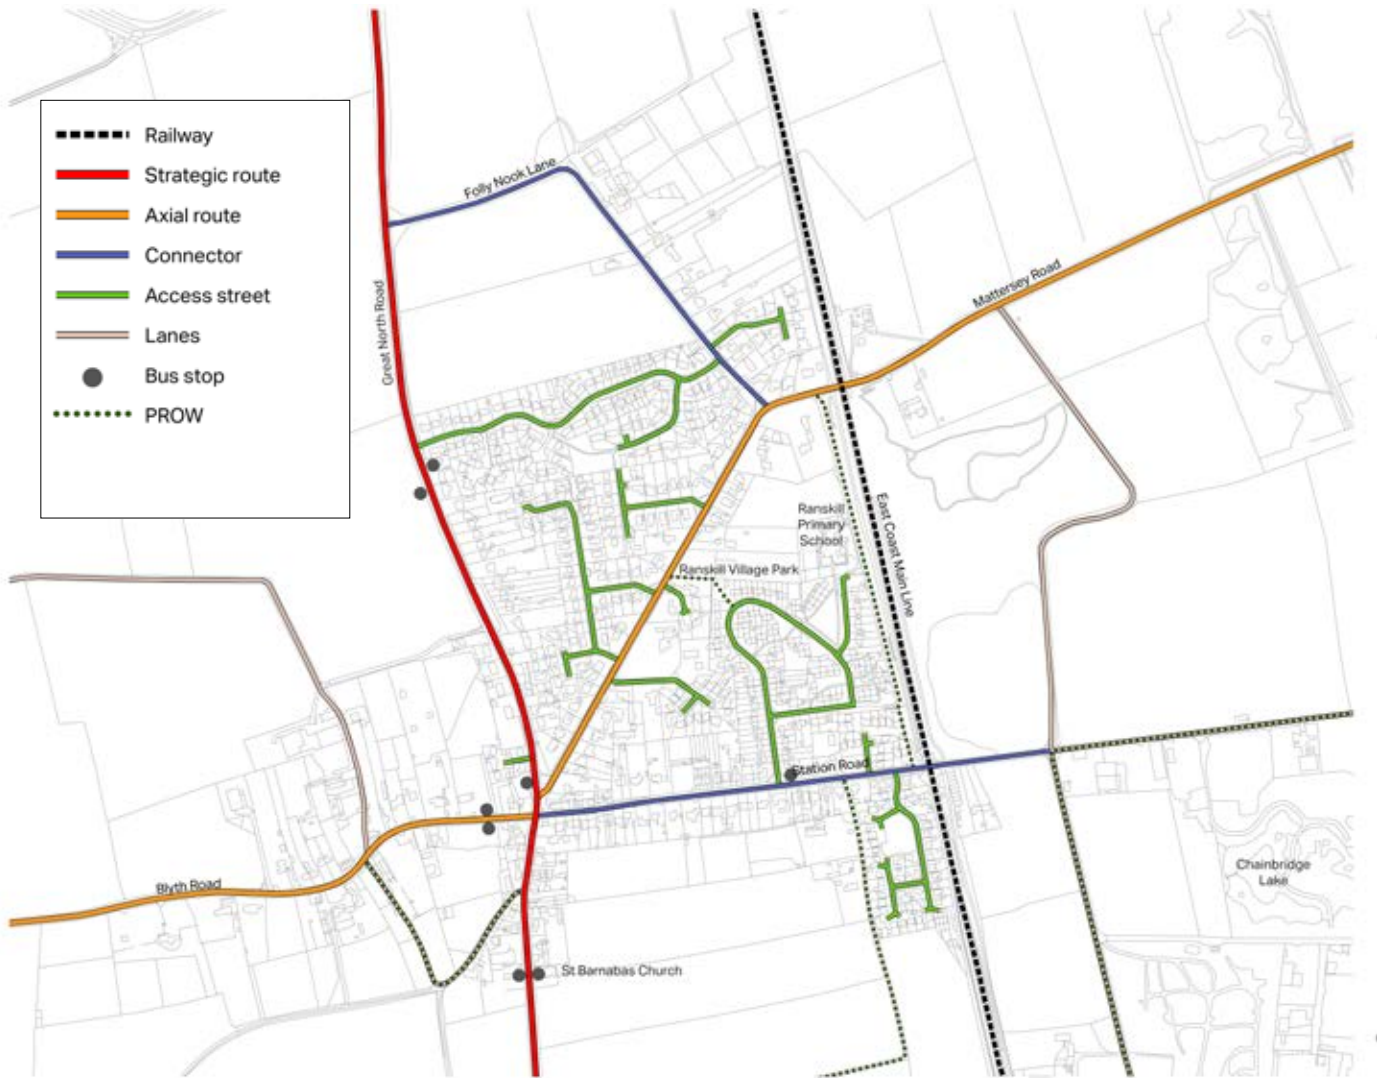 Railway
Strategic route
Axial route
Connector
Access street
Lanes
Bus stop
PROW
Folly Nook Lane
Great North Road
Mattersey Road
Ranskill
Primary
School
East Coast Main Line
Ranskill Village Park
Station Road
Blyth Road
Chainbridge
Lake
St Barnabas Church